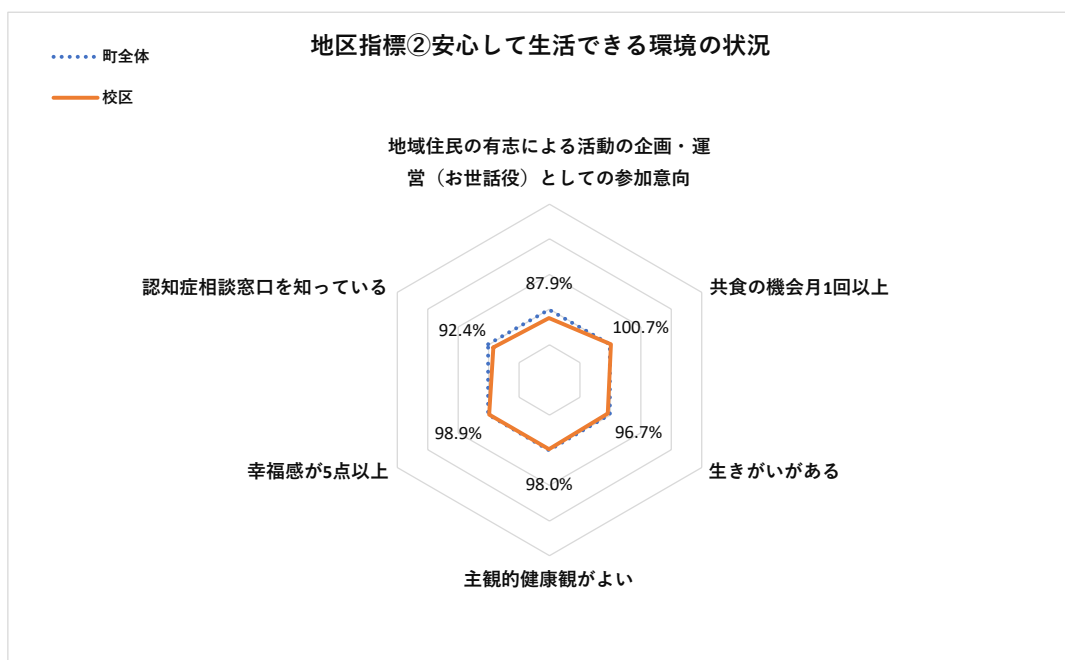 地区指標②安心して生活できる環境の状況
町全体
校区
地域住民の有志による活動の企画・運
営（お世話役）としての参加意向
認知症相談窓口を知っている
共食の機会月1回以上
87.9%
92.4%
100.7%
98.9%
96.7%
98.0%
幸福感が5点以上
生きがいがある
主観的健康観がよい